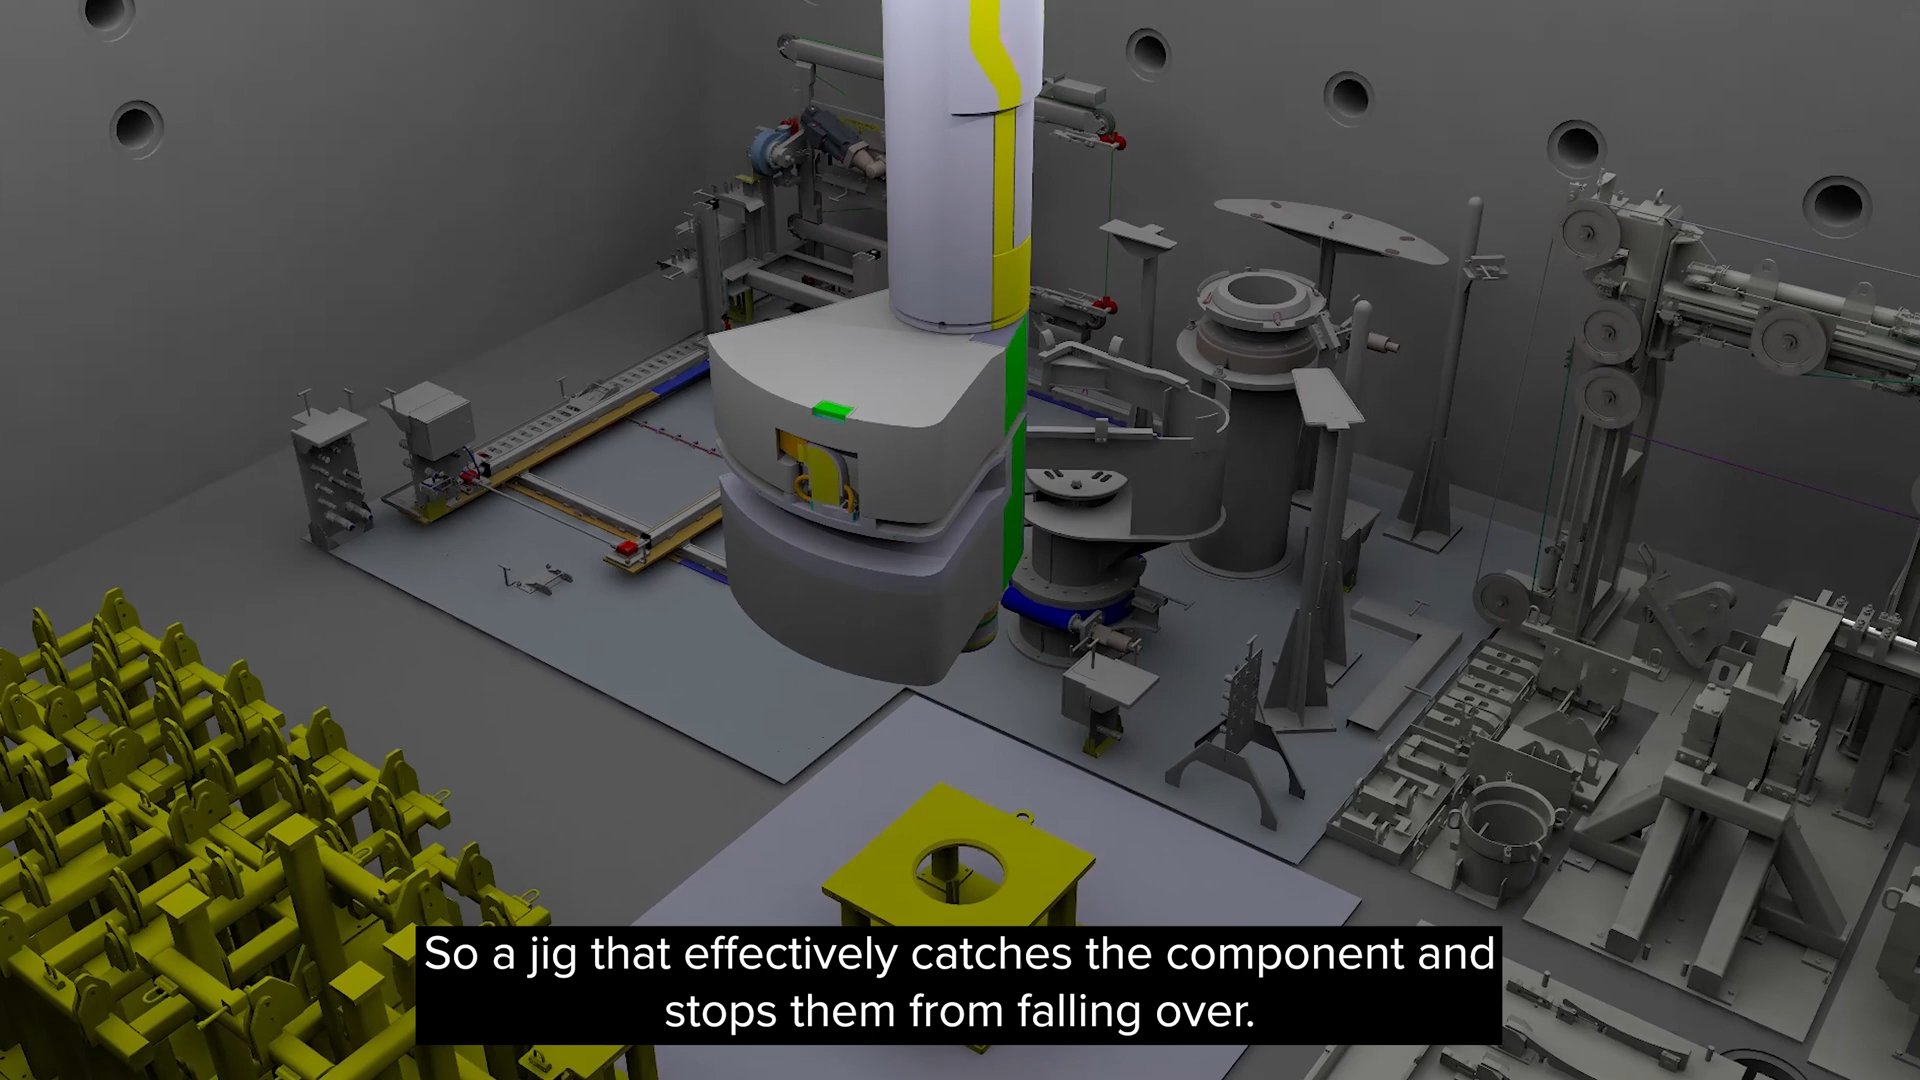 So a jig that effectively catches the component and
stops them from falling over.